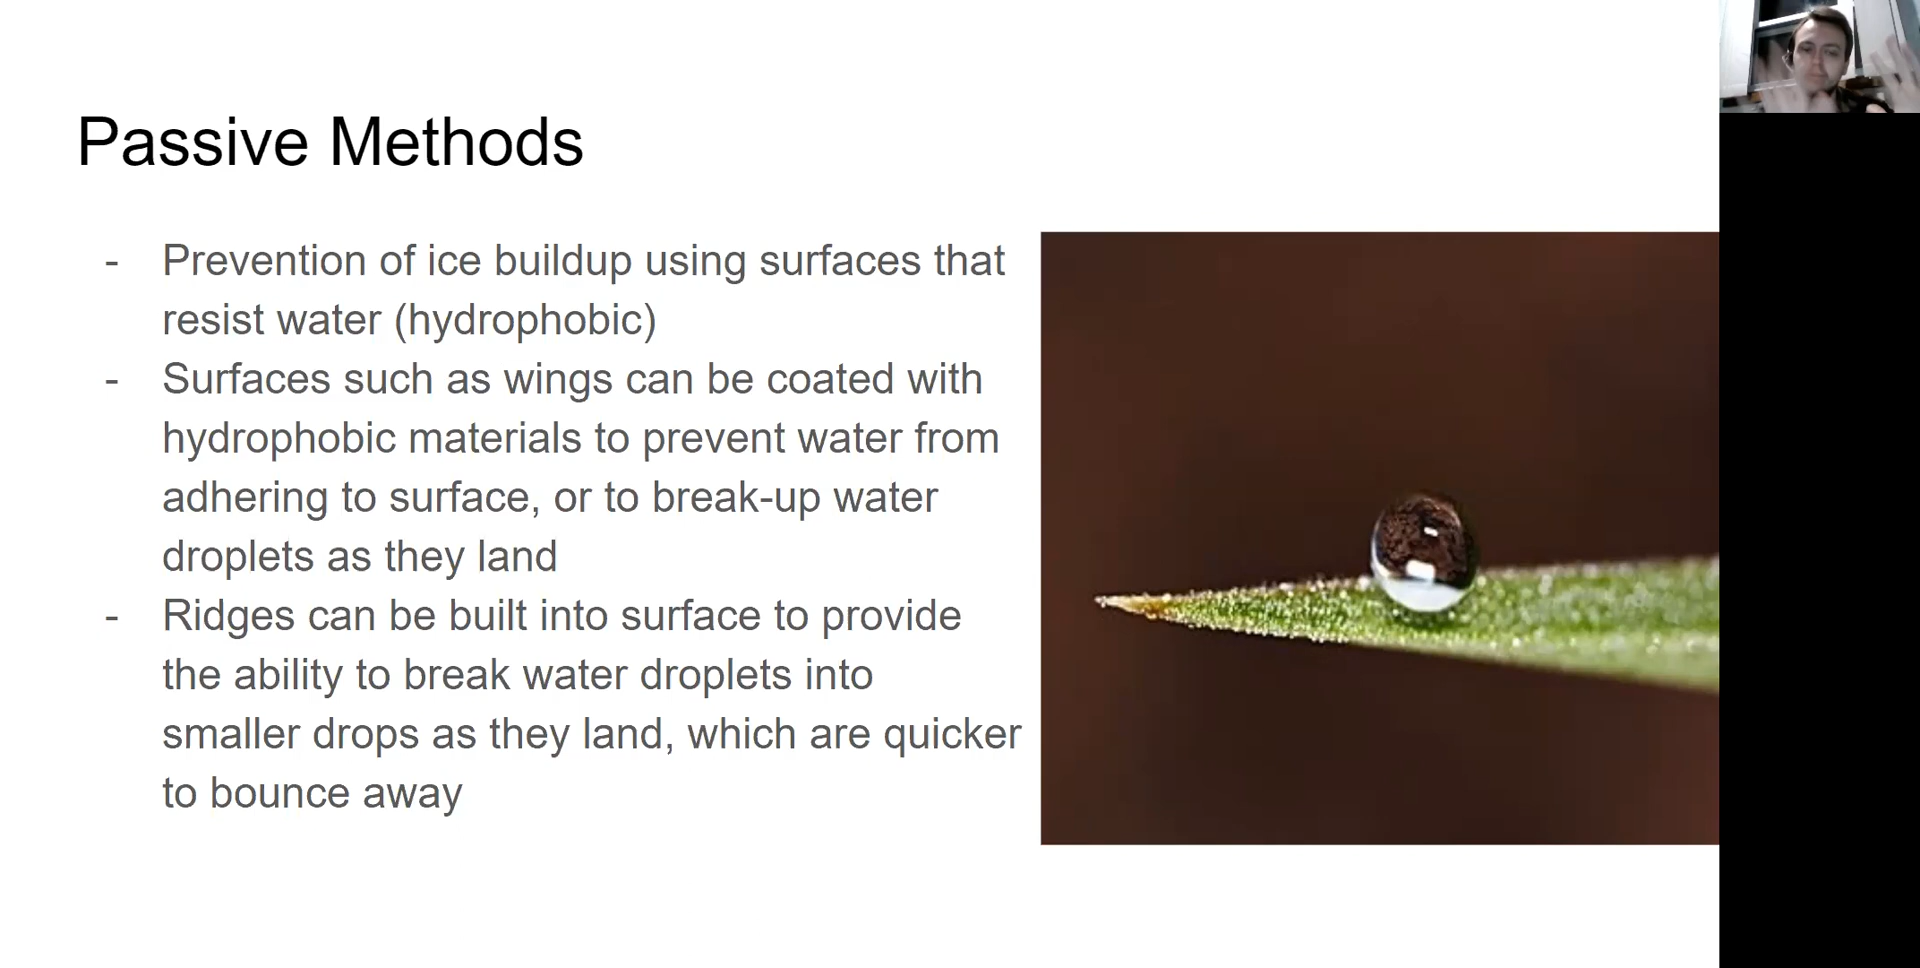 Passive Methods
- Prevention of ice buildup using surfaces that
resist water (hydrophobic)
- Surfaces such as wings can be coated with
hydrophobic materials to prevent water from
adhering to surface, or to break-up water
droplets as they land
- Ridges can be built into surface to provide
the ability to break water droplets into
smaller drops as they land, which are quicker
to bounce away